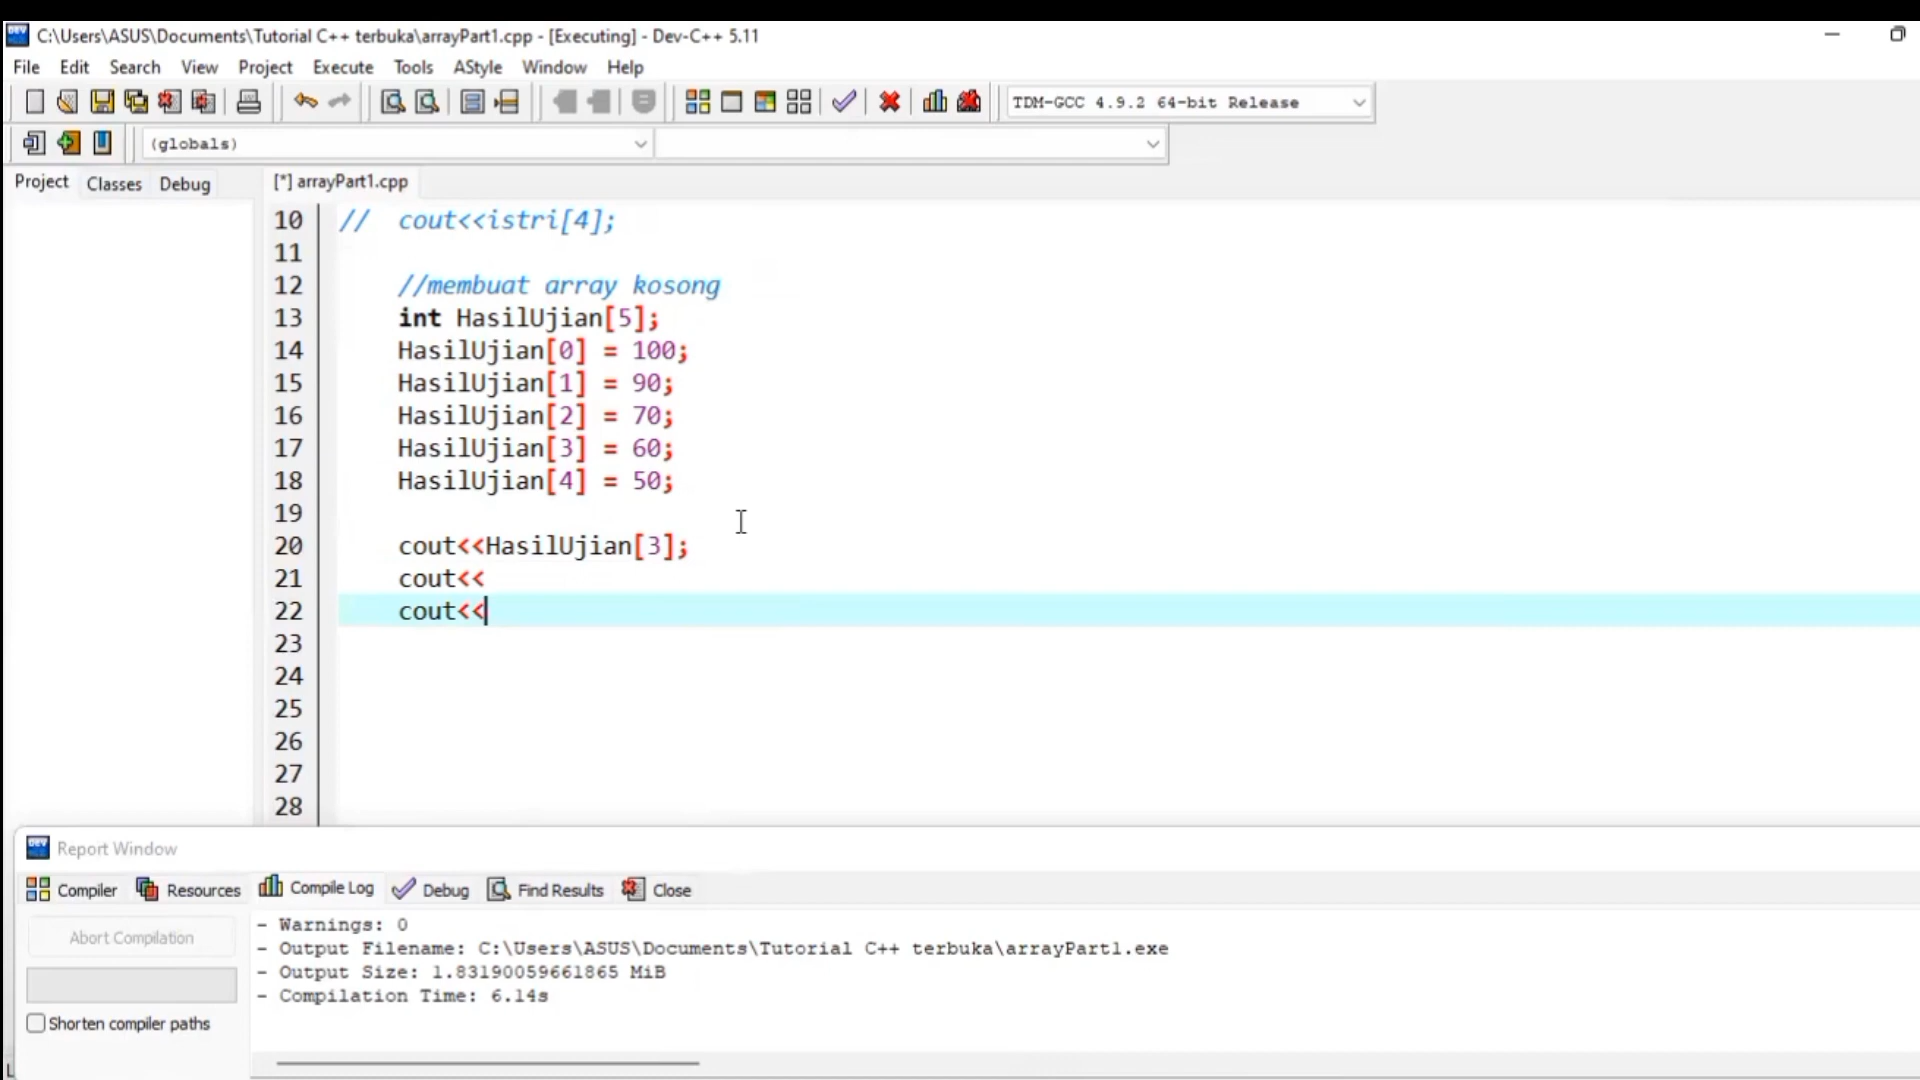 C:\Users\ASUS\Documents\Tutorial C++ terbuka\arrayPart1.cpp - [Executing] - Dev-C++ 5.11
File Edit Search View Project Execute Tools AStyle Window Help
TDM-GCC 4.9.2 64-bit Release
(globals)
Project Classes Debug [*] arrayPart1.cpp
10 // cout<<istri[4];
11
12 //membuat array kosong
13 int HasilUjian[5];
14 HasilUjian[0] = 100;
15 HasilUjian[1] = 90;
16 HasilUjian[2] = 70;
17 HasilUjian[3] = 60;
18 HasilUjian[4] = 50;
19
20 cout<<HasilUjian[3];
21 cout<<
22 cout<<
23
24
25
26
27
28
Report Window
Compiler Resources Compile Log Debug Find Results Close
Abort Compilation
Shorten compiler paths
- Warnings: 0
- Output Filename: C:\Users\ASUS\Documents\Tutorial C++ terbuka\arrayPart1.exe
- Output Size: 1.83190059661865 MiB
- Compilation Time: 6.14s